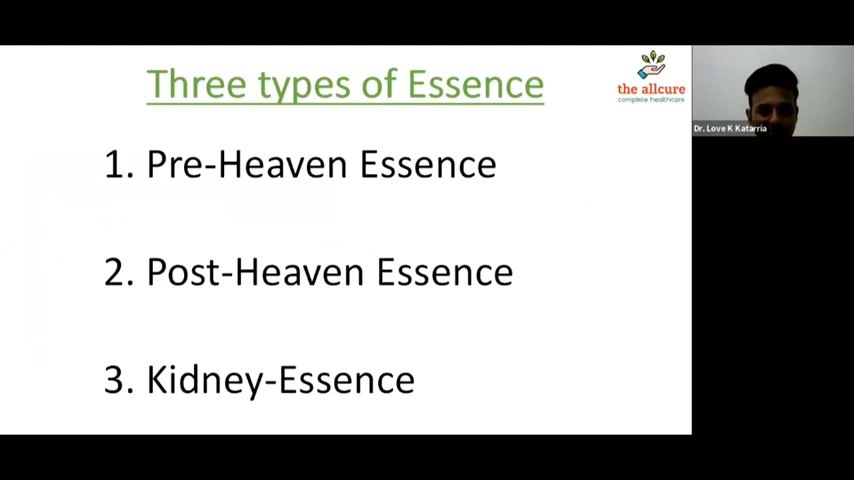 Three types of Essence
the allcure
complete healthcare
Dr. Love K Katarria
1. Pre-Heaven Essence
2. Post-Heaven Essence
3. Kidney-Essence